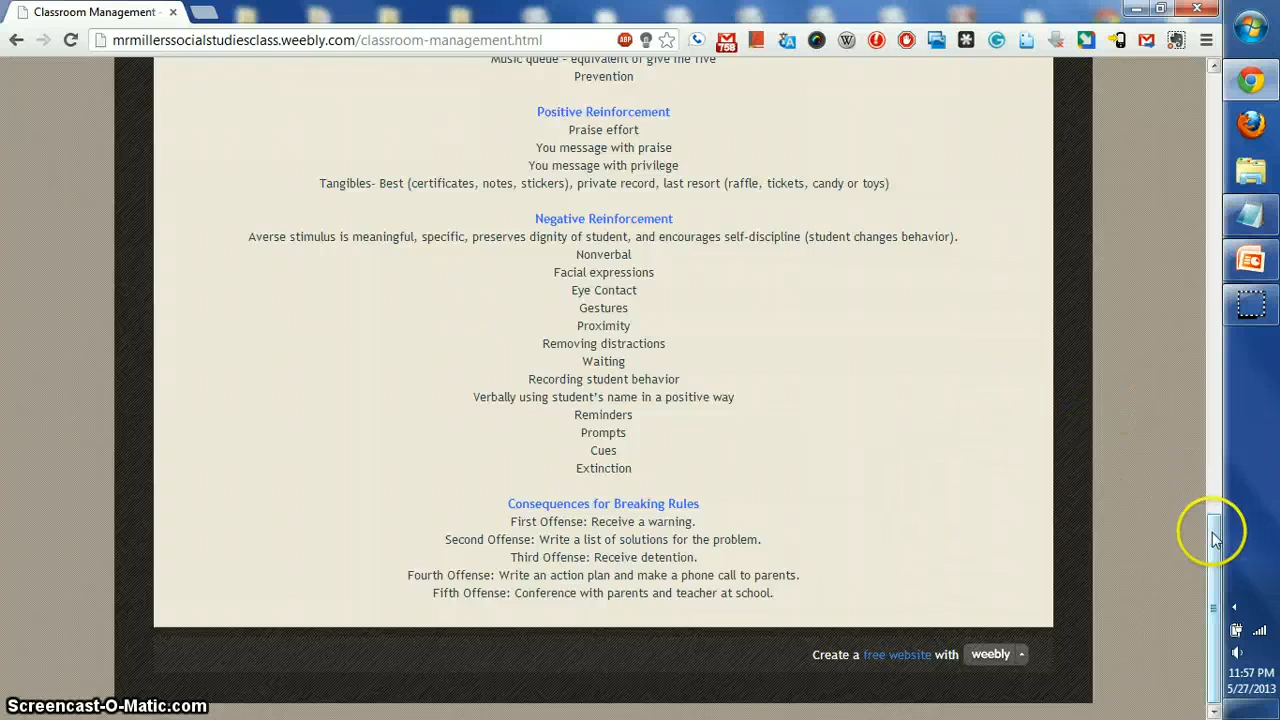 Classroom Management -
mrmillerssocialstudiesclass.weebly.com/classroom-management.html
ABP
758
W
Music queue - equivalent of give me five
Prevention
Positive Reinforcement
Praise effort
You message with praise
You message with privilege
Tangibles- Best (certificates, notes, stickers), private record, last resort (raffle, tickets, candy or toys)
Negative Reinforcement
Averse stimulus is meaningful, specific, preserves dignity of student, and encourages self-discipline (student changes behavior).
Nonverbal
Facial expressions
Eye Contact
Gestures
Proximity
Removing distractions
Waiting
Recording student behavior
Verbally using student's name in a positive way
Reminders
Prompts
Cues
Extinction
Consequences for Breaking Rules
First Offense: Receive a warning.
Second Offense: Write a list of solutions for the problem.
Third Offense: Receive detention.
Fourth Offense: Write an action plan and make a phone call to parents.
Fifth Offense: Conference with parents and teacher at school.
Create a free website with weebly
11:57 PM
5/27/2013
Screencast-O-Matic.com